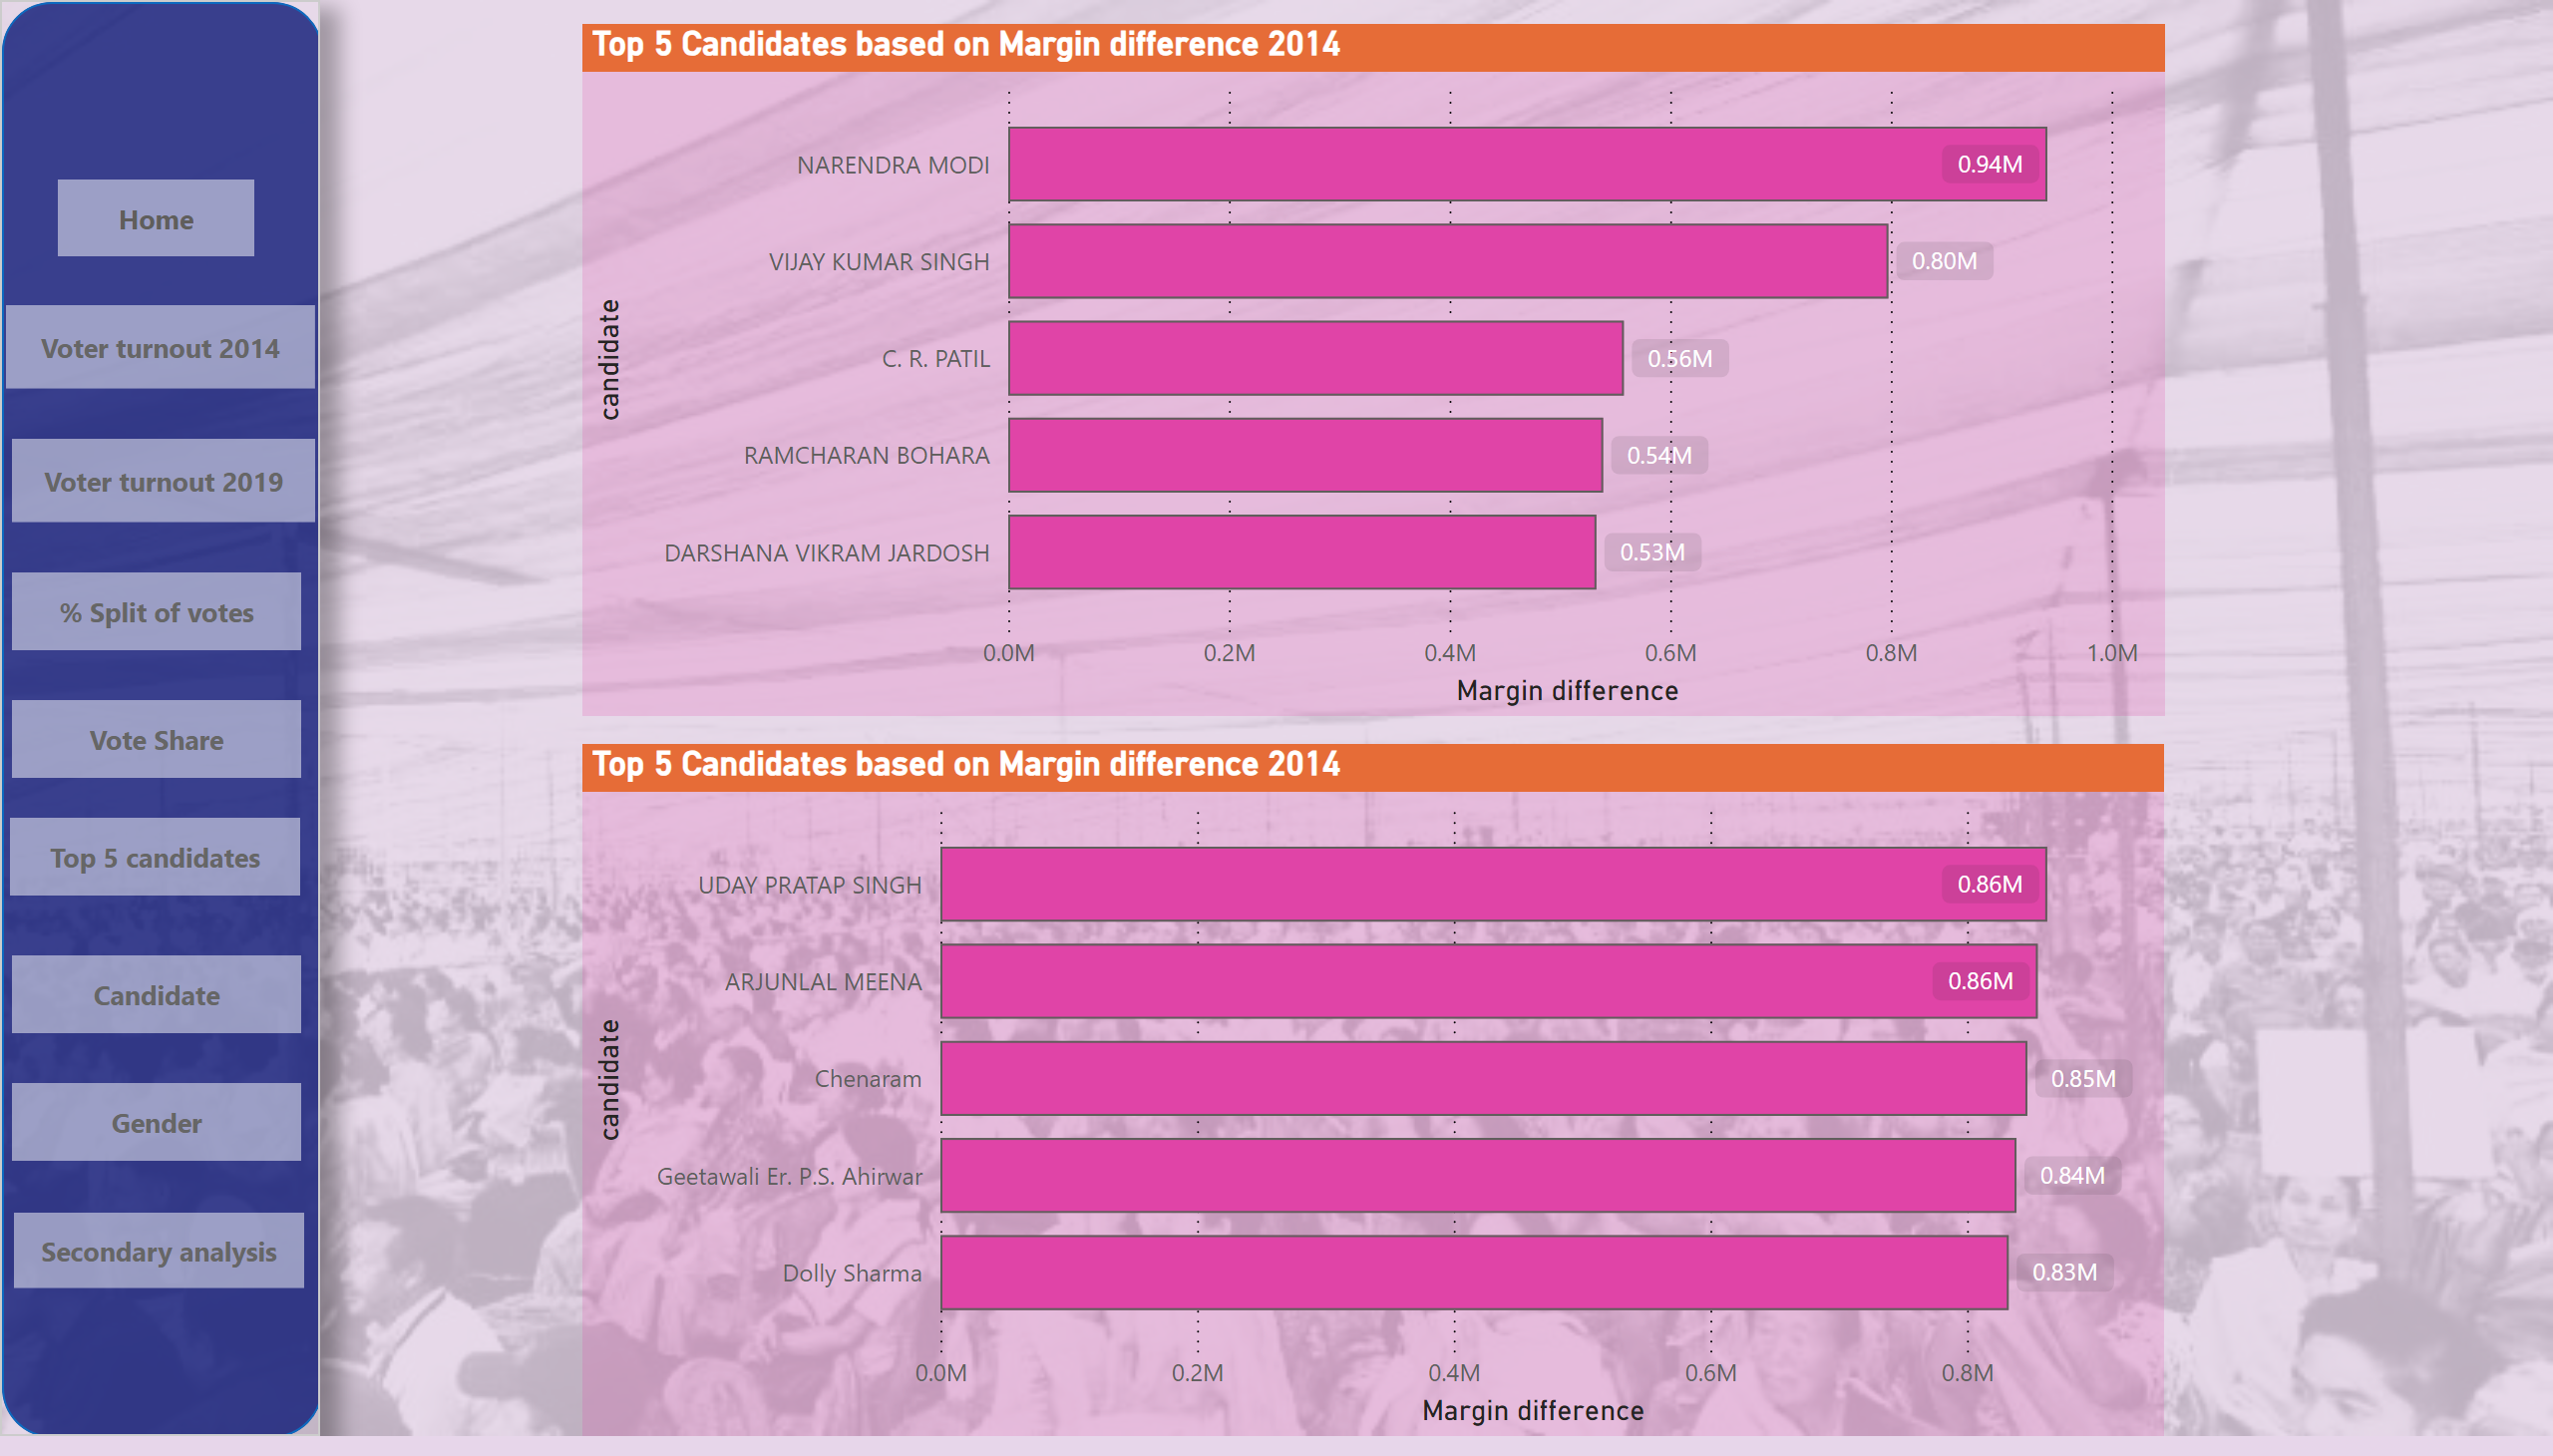 Home
Voter turnout 2014
Voter turnout 2019
% Split of votes
Vote Share
Top 5 candidates
Candidate
Gender
Secondary analysis
Top 5 Candidates based on Margin difference 2014
candidate
NARENDRA MODI 0.94M
VIJAY KUMAR SINGH 0.80M
C. R. PATIL 0.56M
RAMCHARAN BOHARA 0.54M
DARSHANA VIKRAM JARDOSH 0.53M
0.0M 0.2M 0.4M 0.6M 0.8M 1.0M
Margin difference
Top 5 Candidates based on Margin difference 2014
candidate
UDAY PRATAP SINGH 0.86M
ARJUNLAL MEENA 0.86M
Chenaram 0.85M
Geetawali Er. P.S. Ahirwar 0.84M
Dolly Sharma 0.83M
0.0M 0.2M 0.4M 0.6M 0.8M
Margin difference